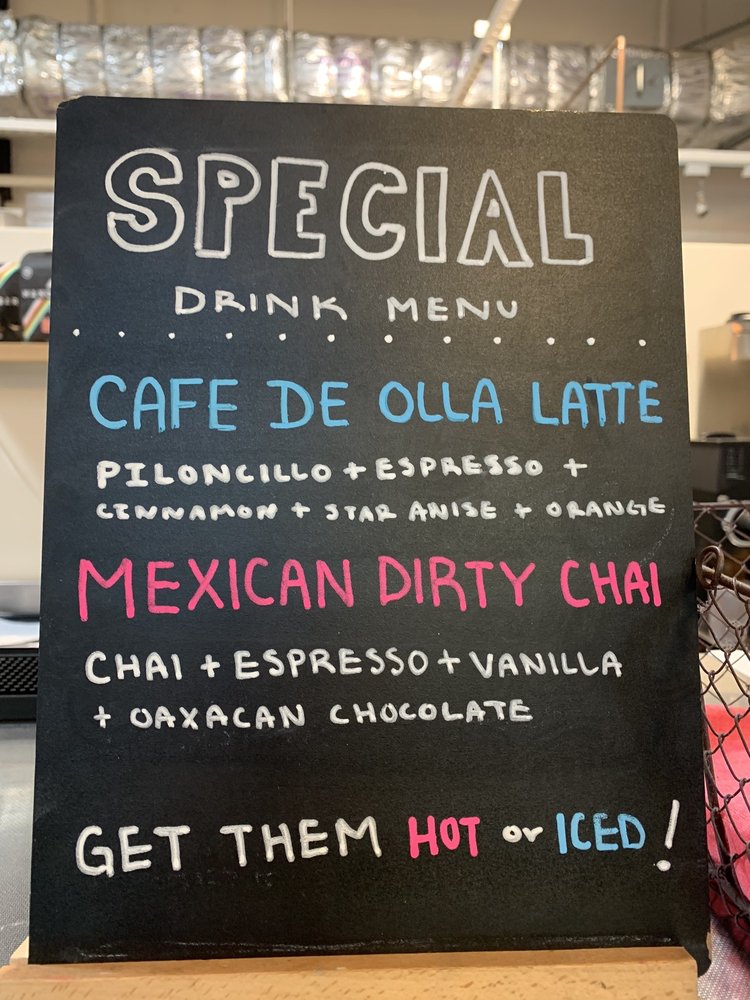 SPECIAL
DRINK MENU
CAFE DE OLLA LATTE
PILONCILLO + ESPRESSO +
CINNAMON + STAR ANISE + ORANGE
MEXICAN DIRTY CHAI
CHAI + ESPRESSO + VANILLA
+ OAXACAN CHOCOLATE
GET THEM HOT or ICED!